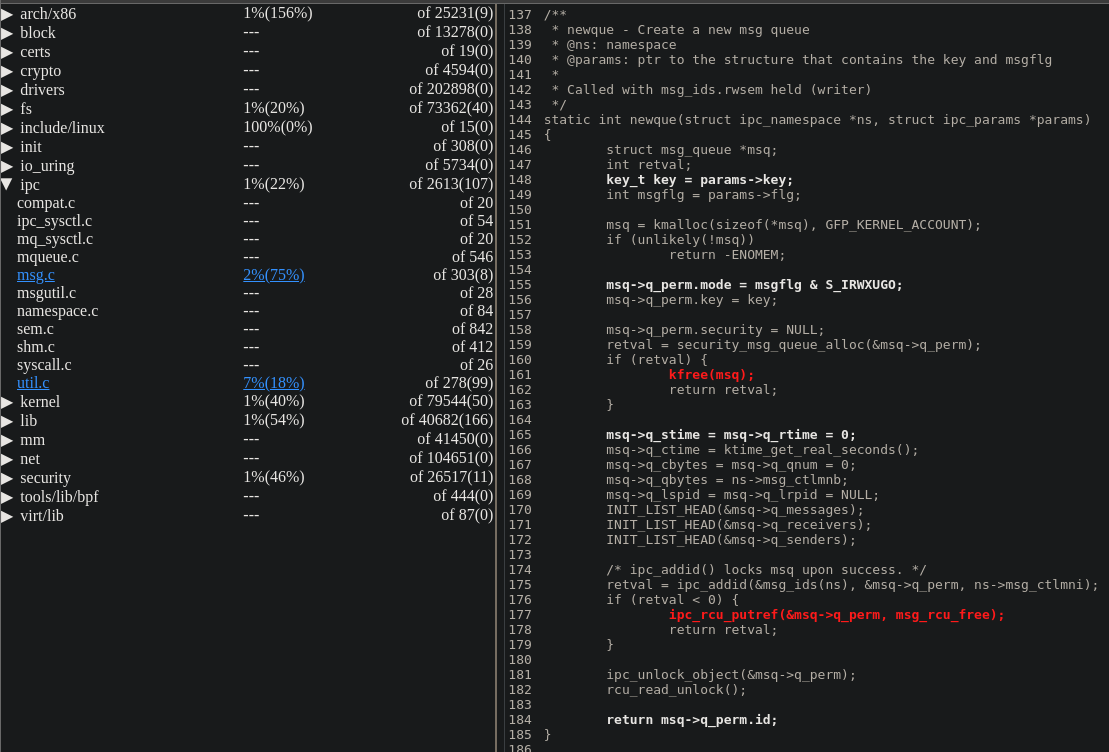 ▶ arch/x86 1%(156%) of 25231(9)
▶ block --- of 13278(0)
▶ certs --- of 19(0)
▶ crypto --- of 4594(0)
▶ drivers --- of 202898(0)
▶ fs 1%(20%) of 73362(40)
▶ include/linux 100%(0%) of 15(0)
▶ init --- of 308(0)
▶ io_uring --- of 5734(0)
▼ ipc 1%(22%) of 2613(107)
compat.c --- of 20
ipc_sysctl.c --- of 54
mq_sysctl.c --- of 20
mqueue.c --- of 546
msg.c 2%(75%) of 303(8)
msgutil.c --- of 28
namespace.c --- of 84
sem.c --- of 842
shm.c --- of 412
syscall.c --- of 26
util.c 7%(18%) of 278(99)
▶ kernel 1%(40%) of 79544(50)
▶ lib 1%(54%) of 40682(166)
▶ mm --- of 41450(0)
▶ net --- of 104651(0)
▶ security 1%(46%) of 26517(11)
▶ tools/lib/bpf --- of 444(0)
▶ virt/lib --- of 87(0)
137 /**
138  * newque - Create a new msg queue
139  * @ns: namespace
140  * @params: ptr to the structure that contains the key and msgflg
141  *
142  * Called with msg_ids.rwsem held (writer)
143  */
144 static int newque(struct ipc_namespace *ns, struct ipc_params *params)
145 {
146         struct msg_queue *msq;
147         int retval;
148         key_t key = params->key;
149         int msgflg = params->flg;
150
151         msq = kmalloc(sizeof(*msq), GFP_KERNEL_ACCOUNT);
152         if (unlikely(!msq))
153                 return -ENOMEM;
154
155         msq->q_perm.mode = msgflg & S_IRWXUGO;
156         msq->q_perm.key = key;
157
158         msq->q_perm.security = NULL;
159         retval = security_msg_queue_alloc(&msq->q_perm);
160         if (retval) {
161                 kfree(msq);
162                 return retval;
163         }
164
165         msq->q_stime = msq->q_rtime = 0;
166         msq->q_ctime = ktime_get_real_seconds();
167         msq->q_cbytes = msq->q_qnum = 0;
168         msq->q_qbytes = ns->msg_ctlmnb;
169         msq->q_lspid = msq->q_lrpid = NULL;
170         INIT_LIST_HEAD(&msq->q_messages);
171         INIT_LIST_HEAD(&msq->q_receivers);
172         INIT_LIST_HEAD(&msq->q_senders);
173
174         /* ipc_addid() locks msq upon success. */
175         retval = ipc_addid(&msg_ids(ns), &msq->q_perm, ns->msg_ctlmni);
176         if (retval < 0) {
177                 ipc_rcu_putref(&msq->q_perm, msg_rcu_free);
178                 return retval;
179         }
180
181         ipc_unlock_object(&msq->q_perm);
182         rcu_read_unlock();
183
184         return msq->q_perm.id;
185 }
186